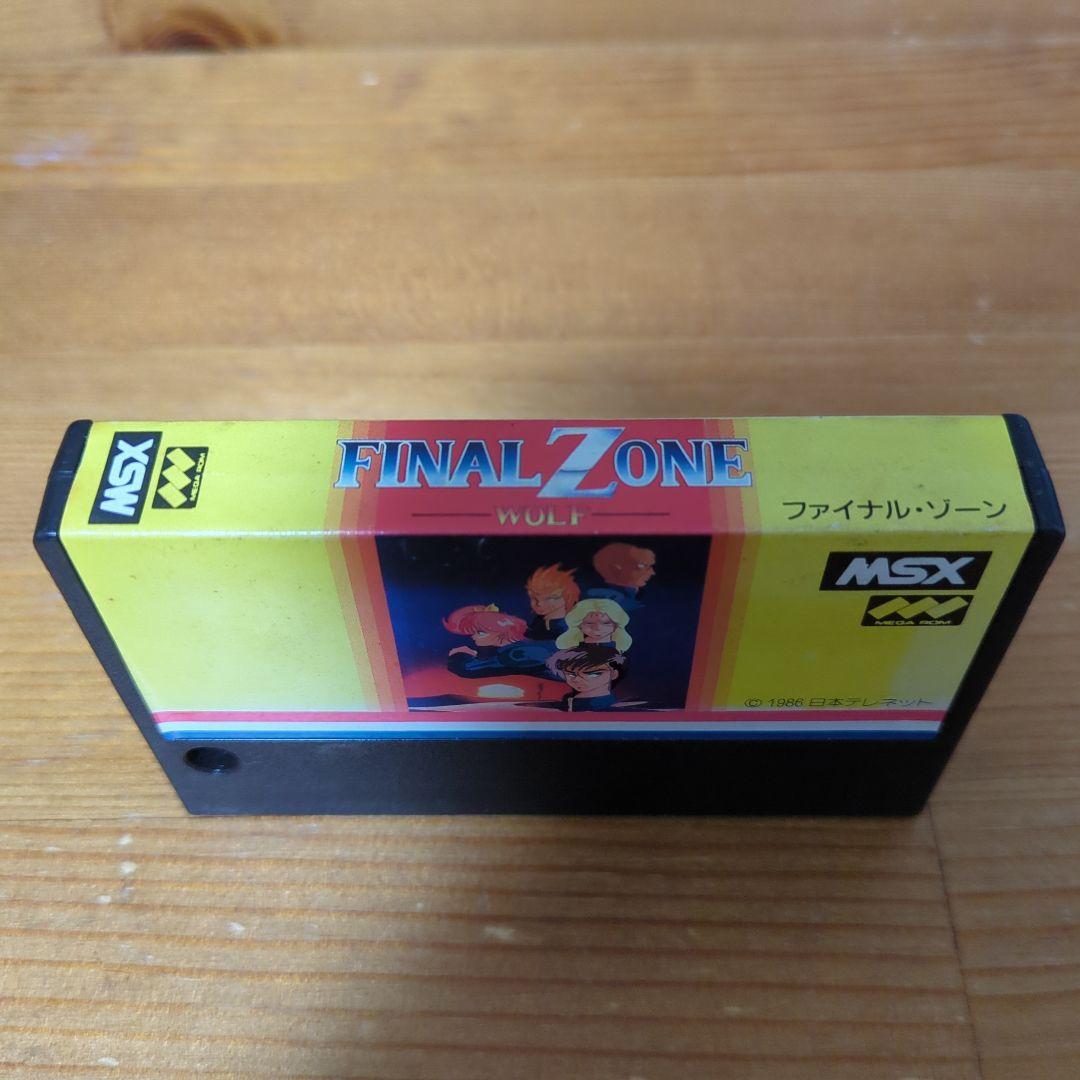 MSX
MEGA ROM
FINAL ZONE
WOLF
ファイナル・ゾーン
MSX
MEGA ROM
© 1986 日本テレネット